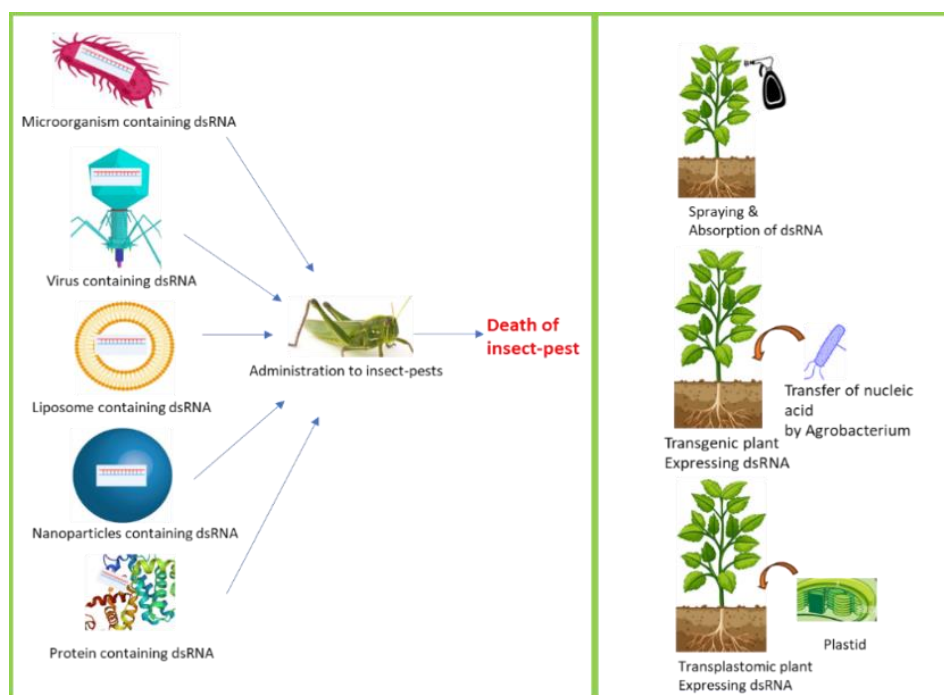 Microorganism containing dsRNA
Virus containing dsRNA
Liposome containing dsRNA
Nanoparticles containing dsRNA
Protein containing dsRNA
Administration to insect-pests
Death of
insect-pest
Spraying &
Absorption of dsRNA
Transfer of nucleic
acid
by Agrobacterium
Transgenic plant
Expressing dsRNA
Plastid
Transplastomic plant
Expressing dsRNA